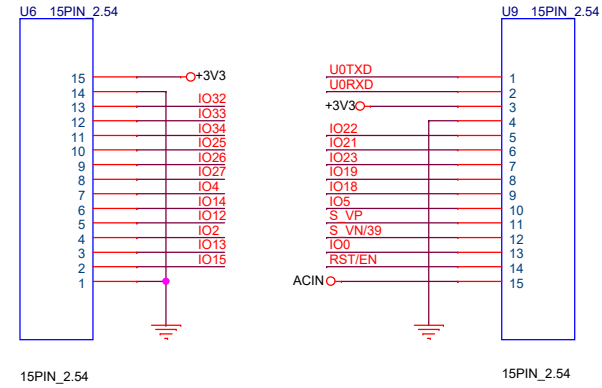 U6 15PIN_2.54
15 +3V3
14
13 IO32
12 IO33
11 IO34
10 IO25
9 IO26
8 IO27
7 IO4
6 IO14
5 IO12
4 IO2
3 IO13
2 IO15
1
15PIN_2.54
U9 15PIN_2.54
U0TXD 1
U0RXD 2
+3V3 3
4
IO22 5
IO21 6
IO23 7
IO19 8
IO18 9
IO5 10
S_VP 11
S_VN/39 12
IO0 13
RST/EN 14
ACIN 15
15PIN_2.54